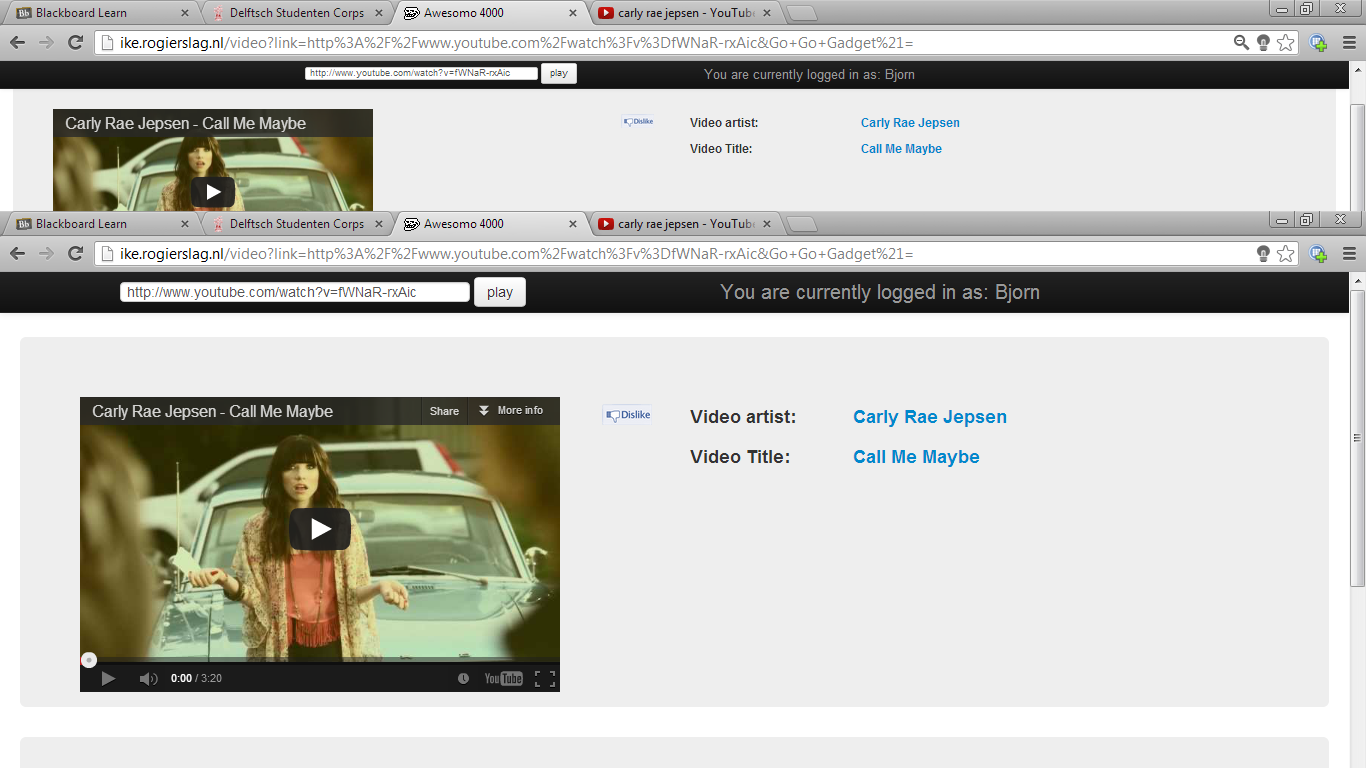 Blackboard Learn Delftsch Studenten Corps Awesomo 4000 carly rae jepsen - YouTube
ike.rogierslag.nl/video?link=http%3A%2F%2Fwww.youtube.com%2Fwatch%3Fv%3DfWNaR-rxAic&Go+Go+Gadget%21=
http://www.youtube.com/watch?v=fWNaR-rxAic play You are currently logged in as: Bjorn
Carly Rae Jepsen - Call Me Maybe Dislike Video artist: Carly Rae Jepsen
Video Title: Call Me Maybe
Blackboard Learn Delftsch Studenten Corps Awesomo 4000 carly rae jepsen - YouTube
ike.rogierslag.nl/video?link=http%3A%2F%2Fwww.youtube.com%2Fwatch%3Fv%3DfWNaR-rxAic&Go+Go+Gadget%21=
http://www.youtube.com/watch?v=fWNaR-rxAic play You are currently logged in as: Bjorn
Carly Rae Jepsen - Call Me Maybe Share More info Dislike Video artist: Carly Rae Jepsen
Video Title: Call Me Maybe
0:00 / 3:20 YouTube